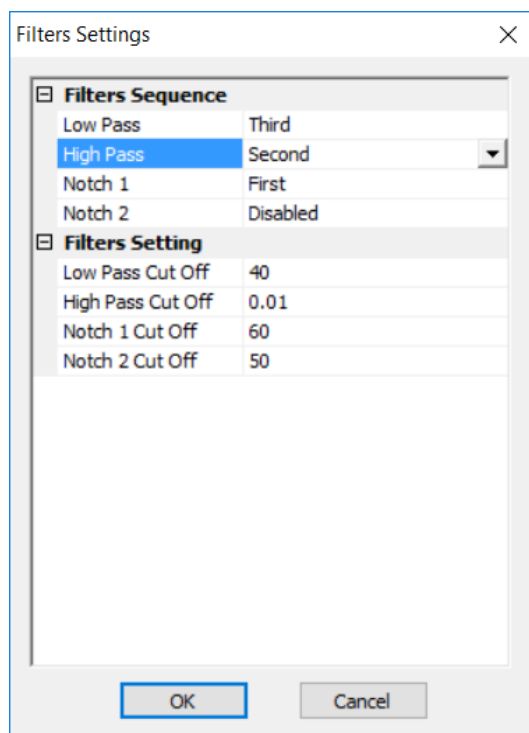 Filters Settings
Filters Sequence
Low Pass Third
High Pass Second
Notch 1 First
Notch 2 Disabled
Filters Setting
Low Pass Cut Off 40
High Pass Cut Off 0.01
Notch 1 Cut Off 60
Notch 2 Cut Off 50
OK Cancel